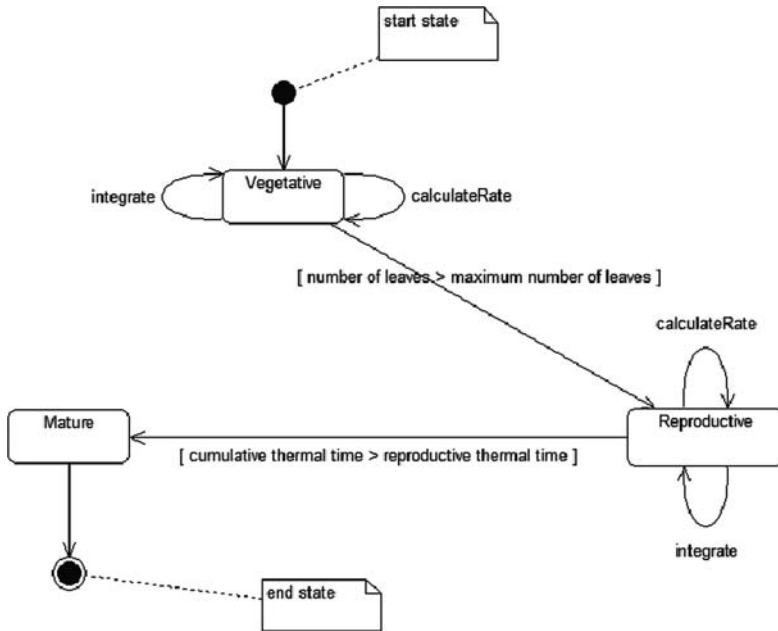 start state
Vegetative
integrate
calculateRate
[ number of leaves > maximum number of leaves ]
calculateRate
Mature
Reproductive
[ cumulative thermal time > reproductive thermal time ]
integrate
end state